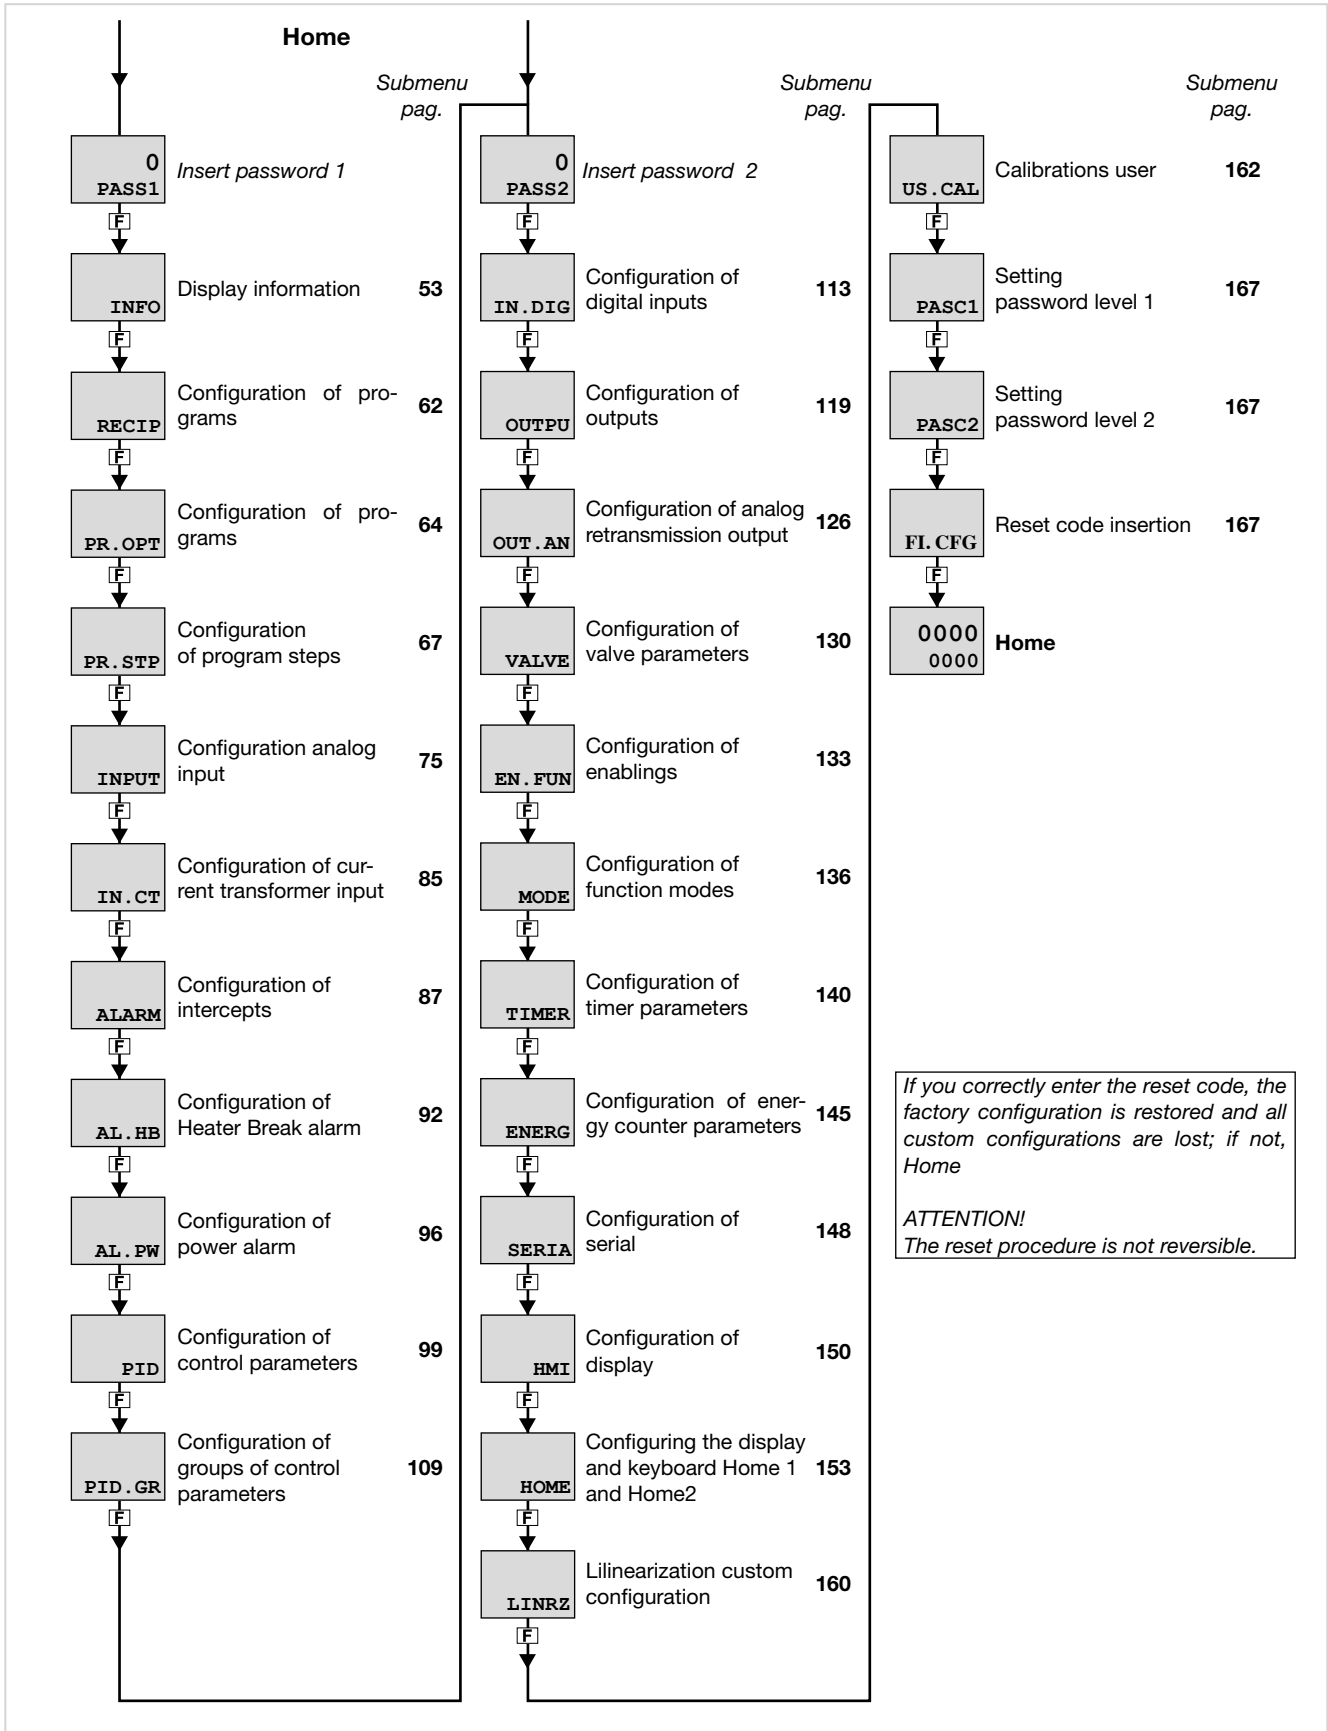 Home
Submenu
pag.
0
PASS1
Insert password 1
F
INFO
Display information
53
F
RECIP
Configuration of pro-
grams
62
F
PR.OPT
Configuration of pro-
grams
64
F
PR.STP
Configuration
of program steps
67
F
INPUT
Configuration analog
input
75
F
IN.CT
Configuration of cur-
rent transformer input
85
F
ALARM
Configuration of
intercepts
87
F
AL.HB
Configuration of
Heater Break alarm
92
F
AL.PW
Configuration of
power alarm
96
F
PID
Configuration of
control parameters
99
F
PID.GR
Configuration of
groups of control
parameters
109
F
Submenu
pag.
0
PASS2
Insert password 2
F
IN.DIG
Configuration of
digital inputs
113
F
OUTPU
Configuration of
outputs
119
F
OUT.AN
Configuration of analog
retransmission output
126
F
VALVE
Configuration of
valve parameters
130
F
EN.FUN
Configuration of
enablings
133
F
MODE
Configuration of
function modes
136
F
TIMER
Configuration of
timer parameters
140
F
ENERG
Configuration of ener-
gy counter parameters
145
F
SERIA
Configuration of
serial
148
F
HMI
Configuration of
display
150
F
HOME
Configuring the display
and keyboard Home 1
and Home2
153
F
LINRZ
Lilinearization custom
configuration
160
F
Submenu
pag.
US.CAL
Calibrations user
162
F
PASC1
Setting
password level 1
167
F
PASC2
Setting
password level 2
167
F
FI.CFG
Reset code insertion
167
F
0000
0000
Home
If you correctly enter the reset code, the
factory configuration is restored and all
custom configurations are lost; if not,
Home
ATTENTION!
The reset procedure is not reversible.